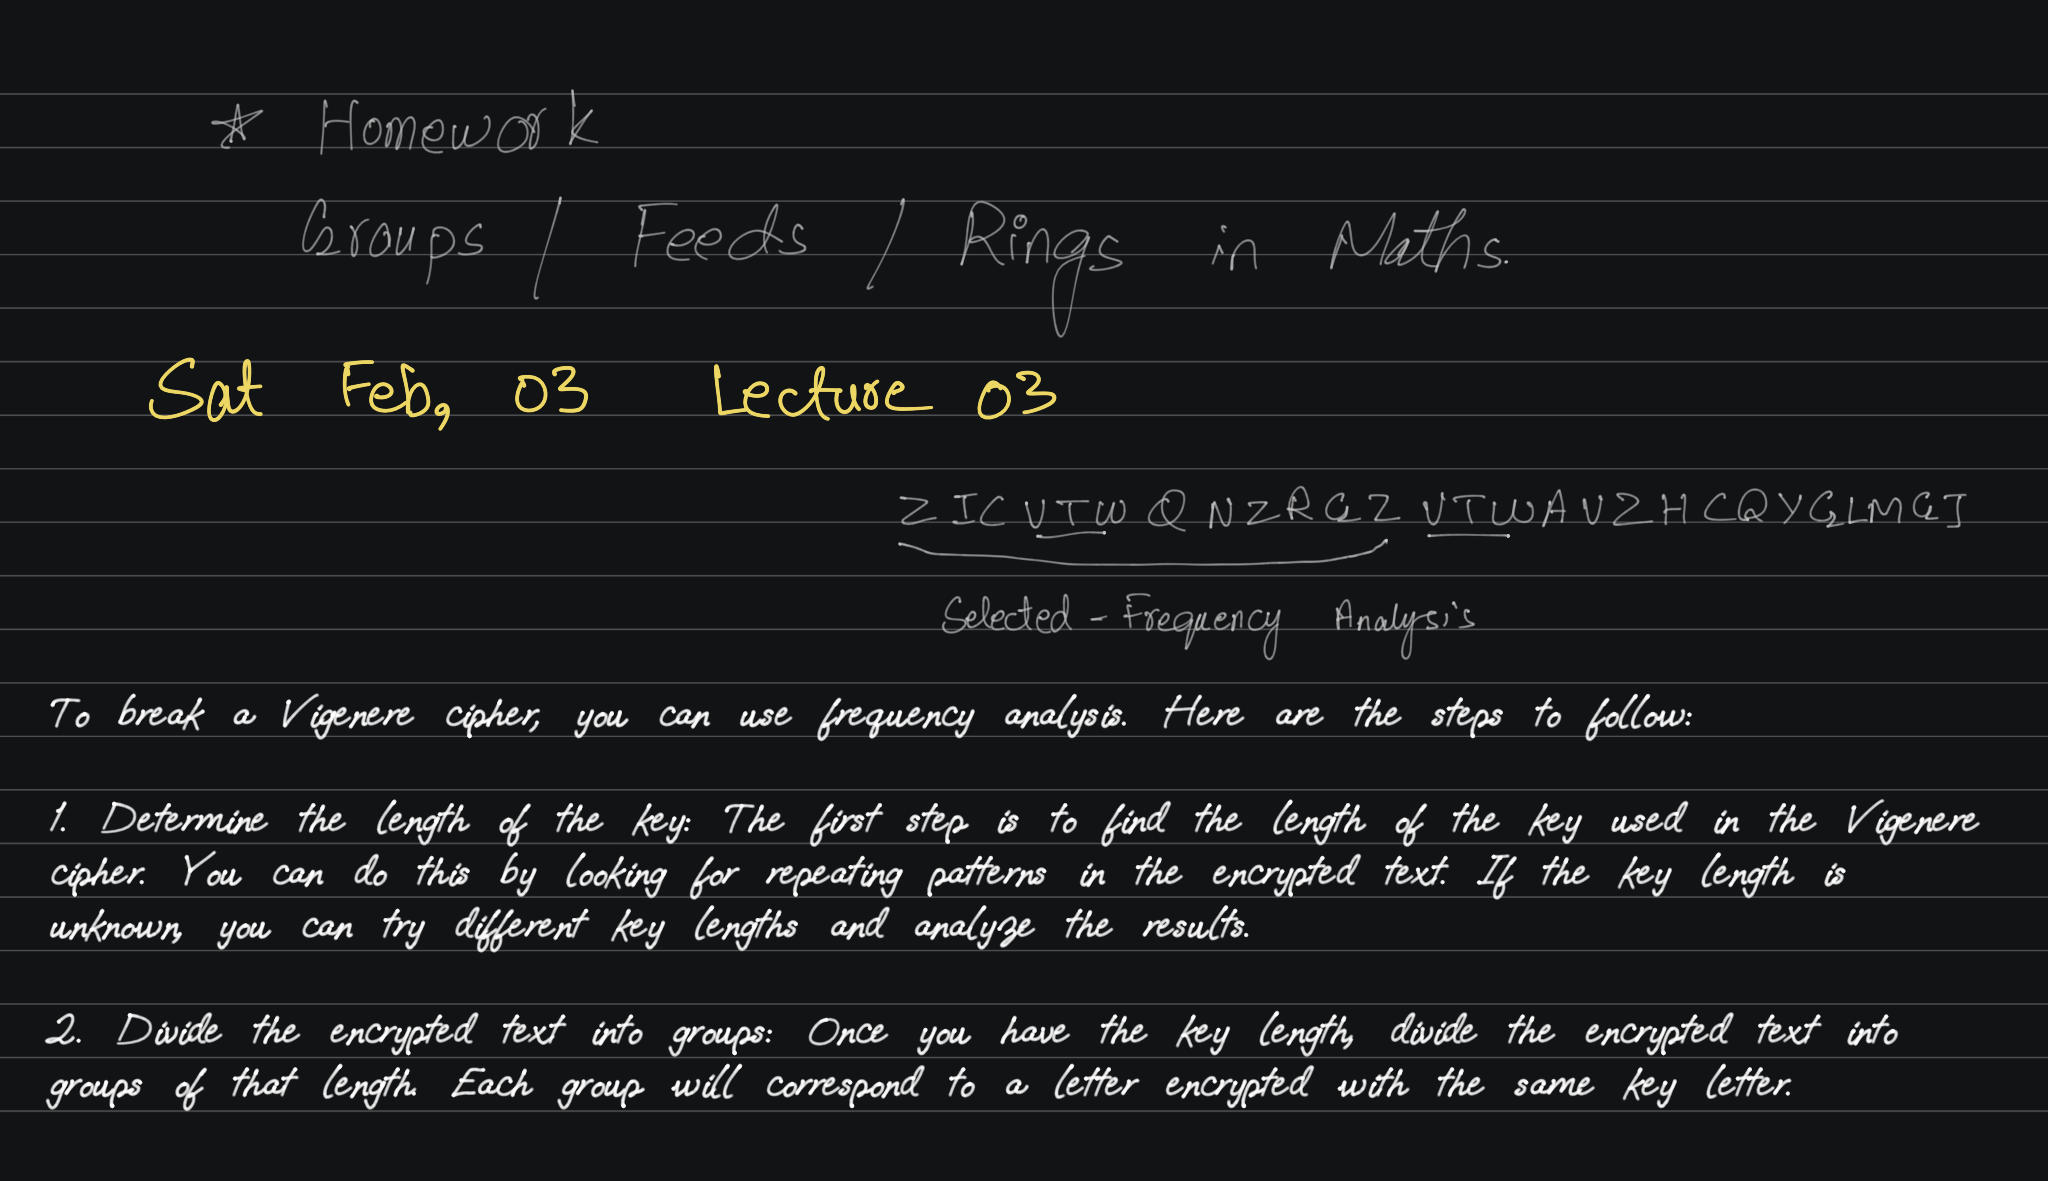 * Homework
Groups / Feeds / Rings in Maths.
Sat Feb, 03 Lecture 03
ZICVTWQNZRGZVTWAVZHCQYGLMGJ
Selected - Frequency Analysis
To break a Vigenere cipher, you can use frequency analysis. Here are the steps to follow:
1. Determine the length of the key: The first step is to find the length of the key used in the Vigenere
cipher. You can do this by looking for repeating patterns in the encrypted text. If the key length is
unknown, you can try different key lengths and analyze the results.
2. Divide the encrypted text into groups: Once you have the key length, divide the encrypted text into
groups of that length. Each group will correspond to a letter encrypted with the same key letter.